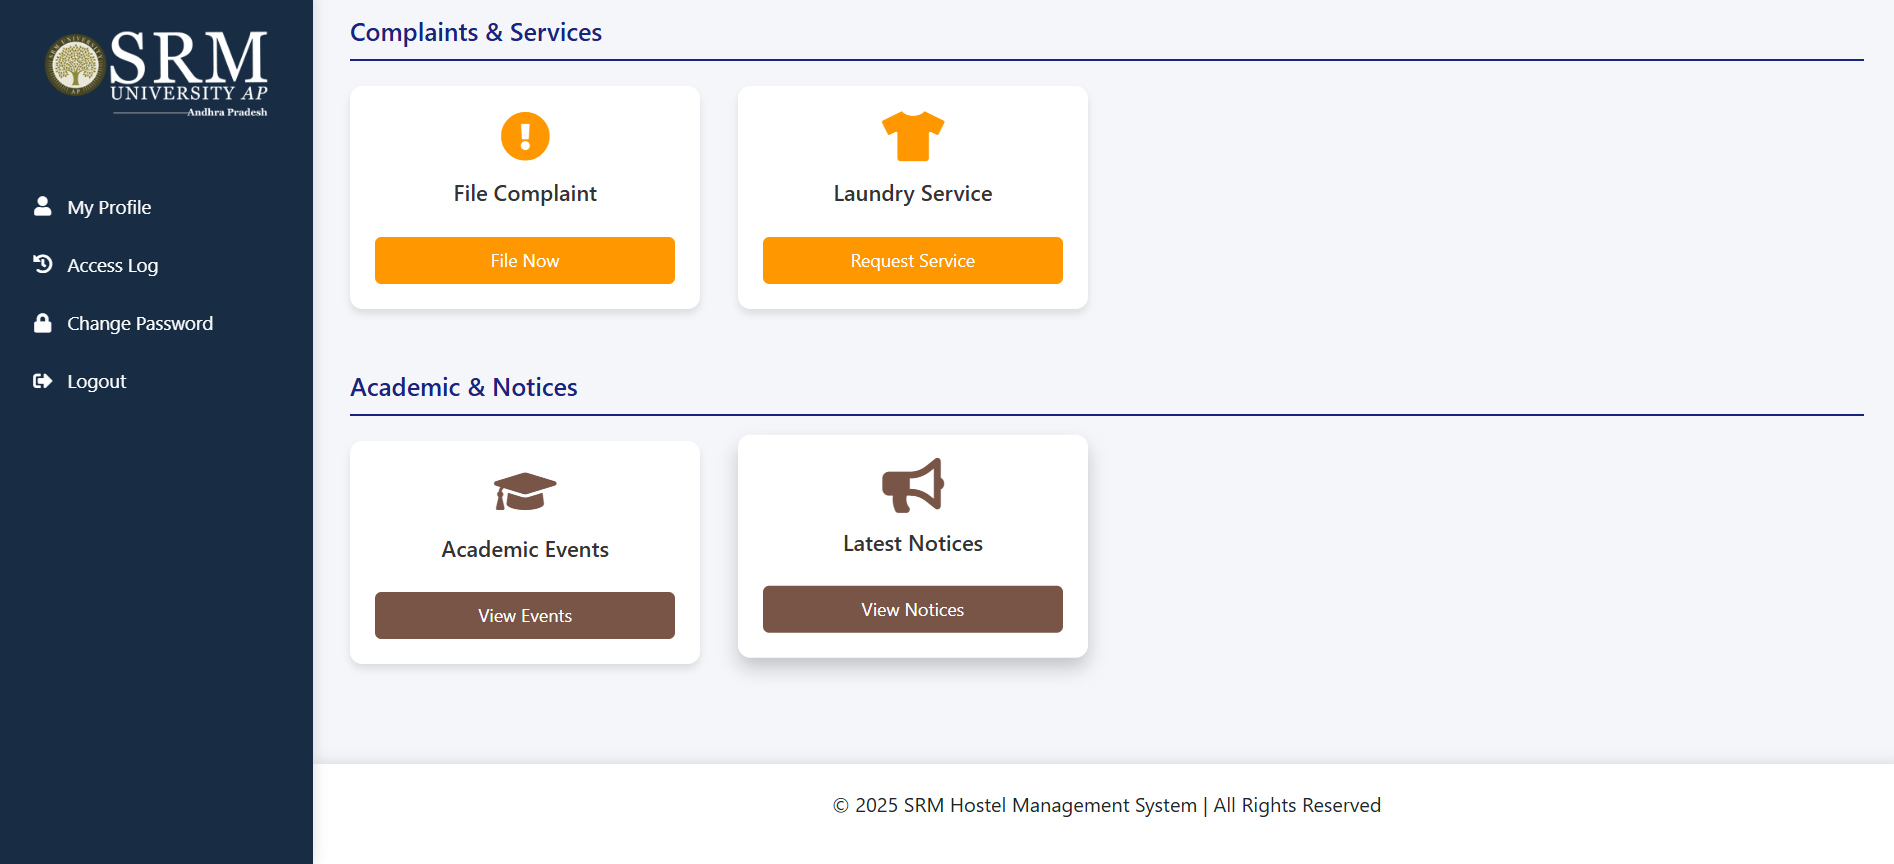 SRM
UNIVERSITY AP
Andhra Pradesh
My Profile
Access Log
Change Password
Logout
Complaints & Services
File Complaint
File Now
Laundry Service
Request Service
Academic & Notices
Academic Events
View Events
Latest Notices
View Notices
© 2025 SRM Hostel Management System | All Rights Reserved